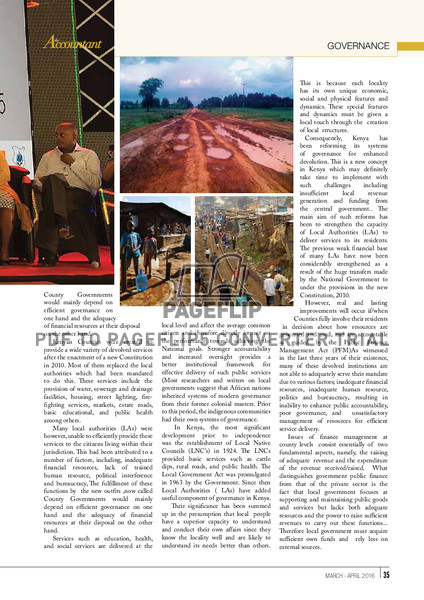 The
Accountant
GOVERNANCE
This is because each locality
has its own unique economic,
social and physical features and
dynamics. These special features
and dynamics must be given a
local touch through the creation
of local structures.
Consequently, Kenya has
been reforming its systems
of governance for enhanced
devolution. This is a new concept
in Kenya which may definitely
take time to implement with
such challenges including
insufficient local revenue
generation and funding from
the central government.. The
main aim of such reforms has
been to strengthen the capacity
of Local Authorities (LAs) to
deliver services to its residents.
The previous weak financial base
of many LAs have now been
considerably strengthened as a
result of the huge transfers made
by the National Government to
under the provisions in the new
Constitution, 2010.
However, real and lasting
improvements will occur if/when
Counties fully involve their residents
in decision about how resources are
Management Act (PFMA)As witnessed
in the last three years of their existence,
many of these devolved institutions are
not able to adequately serve their mandate
due to various factors; inadequate financial
resources, inadequate human resource,
politics and bureaucracy, resulting in
inability to enhance public accountability,
poor governance, and unsatisfactory
management of resources for efficient
service delivery.
Issues of finance management at
county levels consist essentially of two
fundamental aspects, namely, the raising
of adequate revenue and the expenditure
of the revenue received/raised. What
distinguishes government public finance
from that of the private sector is the
fact that local government focuses at
supporting and maintaining public goods
and services but lacks both adequate
resources and the power to raise sufficient
revenues to carry out these functions...
Therefore local government must acquire
sufficient own funds and rely less on
external sources.
County Governments
would mainly depend on
efficient governance on
one hand and the adequacy
of financial resources at their disposal
provide a wide variety of devolved services
after the enactment of a new Constitution
in 2010. Most of them replaced the local
authorities which had been mandated
to do this. These services include the
provision of water, sewerage and drainage
facilities, housing, street lighting, fire-
fighting services, markets, estate roads,
basic educational, and public health
among others.
Many local authorities (LAs) were
however, unable to efficiently provide these
services to the citizens living within their
jurisdiction. This had been attributed to a
number of factors, including, inadequate
financial resources, lack of trained
human resource, political interference
and bureaucracy, The fulfillment of these
functions by the new outfits ,now called
County Governments would mainly
depend on efficient governance on one
hand and the adequacy of financial
resources at their disposal on the other
hand.
Services such as education, health,
and social services are delivered at the
local level and affect the average common
National goals. Stronger accountability
and increased oversight provides a
better institutional framework for
effective delivery of such public services
(Most researchers and writers on local
governments suggest that African nations
inherited systems of modern governance
from their former colonial masters. Prior
to this period, the indigenous communities
had their own systems of governance.
In Kenya, the most significant
development prior to independence
was the establishment of Local Native
Councils (LNC's) in 1924. The LNCs
provided basic services such as cattle
dips, rural roads, and public health. The
Local Government Act was promulgated
in 1963 by the Government. Since then
Local Authorities ( LAs) have added
useful component of governance in Kenya.
Their significance has been summed
up in the presumption that local people
have a superior capacity to understand
and conduct their own affairs since they
know the locality well and are likely to
understand its needs better than others.
PAGEFLIP
MARCH - APRIL 2016 35